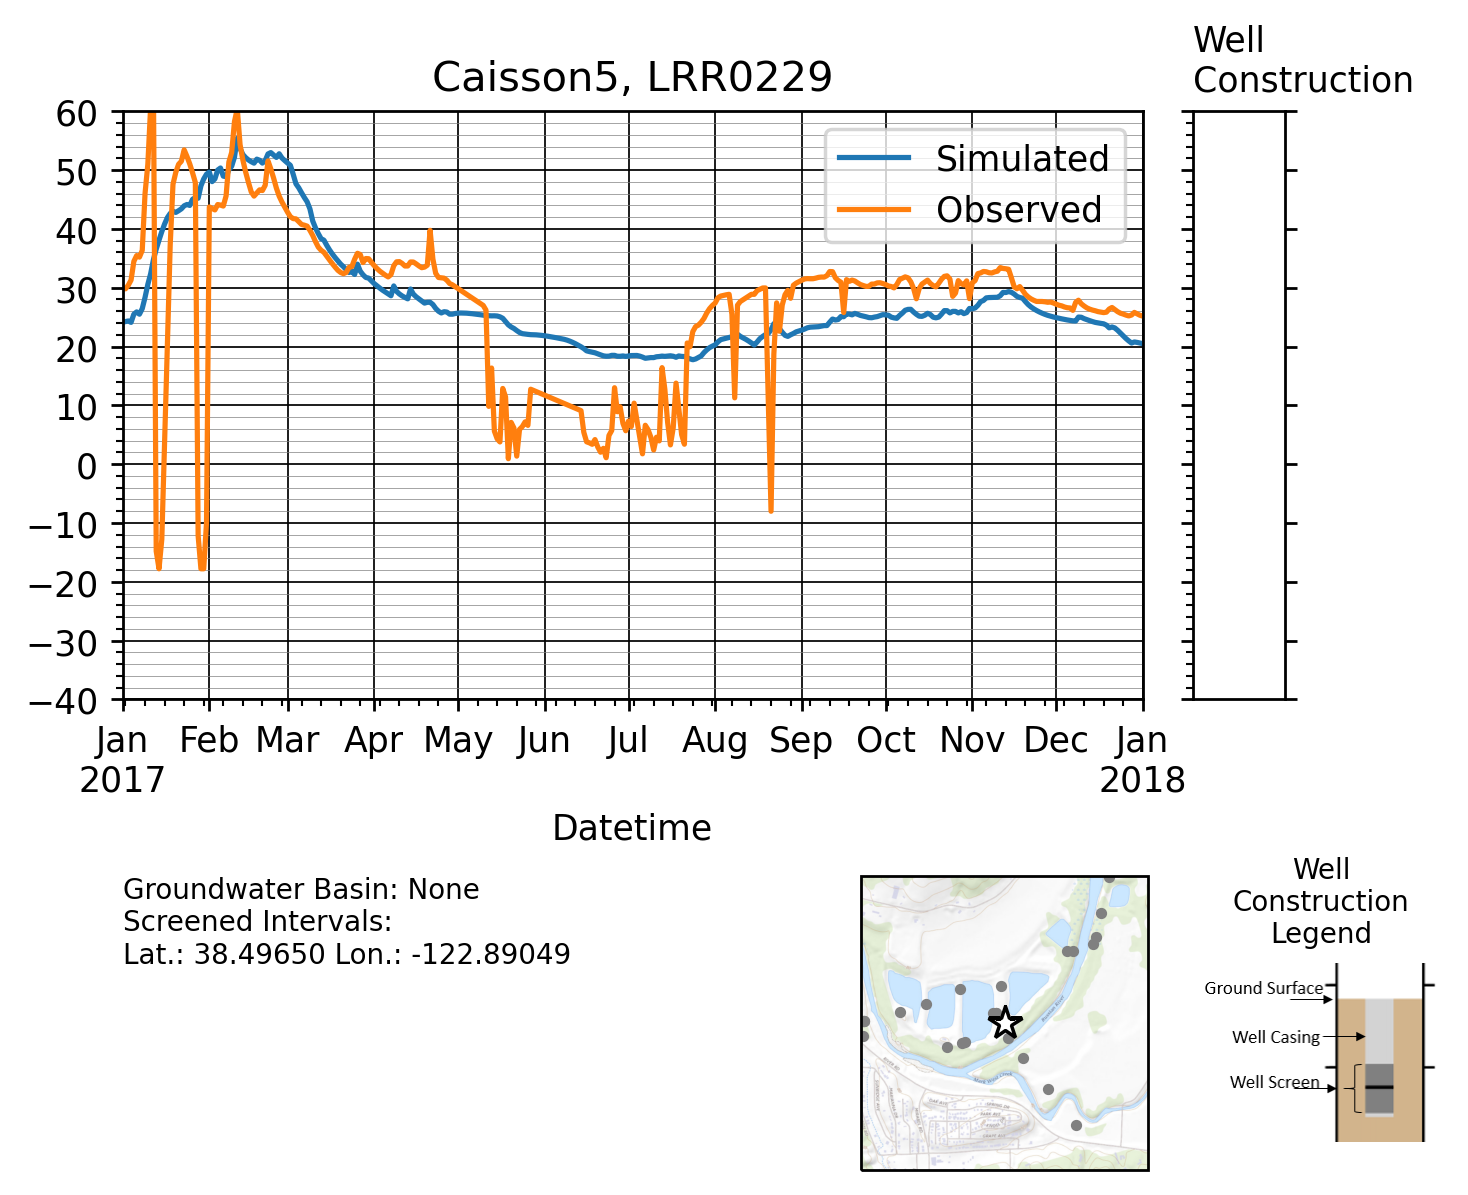 Well
Construction
Caisson5, LRR0229
60
50
40
30
20
10
0
−10
−20
−30
−40
Simulated
Observed
Jan Feb Mar Apr May Jun Jul Aug Sep Oct Nov Dec Jan
2017 2018
Datetime
Groundwater Basin: None
Screened Intervals:
Lat.: 38.49650 Lon.: -122.89049
Well
Construction
Legend
Ground Surface
Well Casing
Well Screen